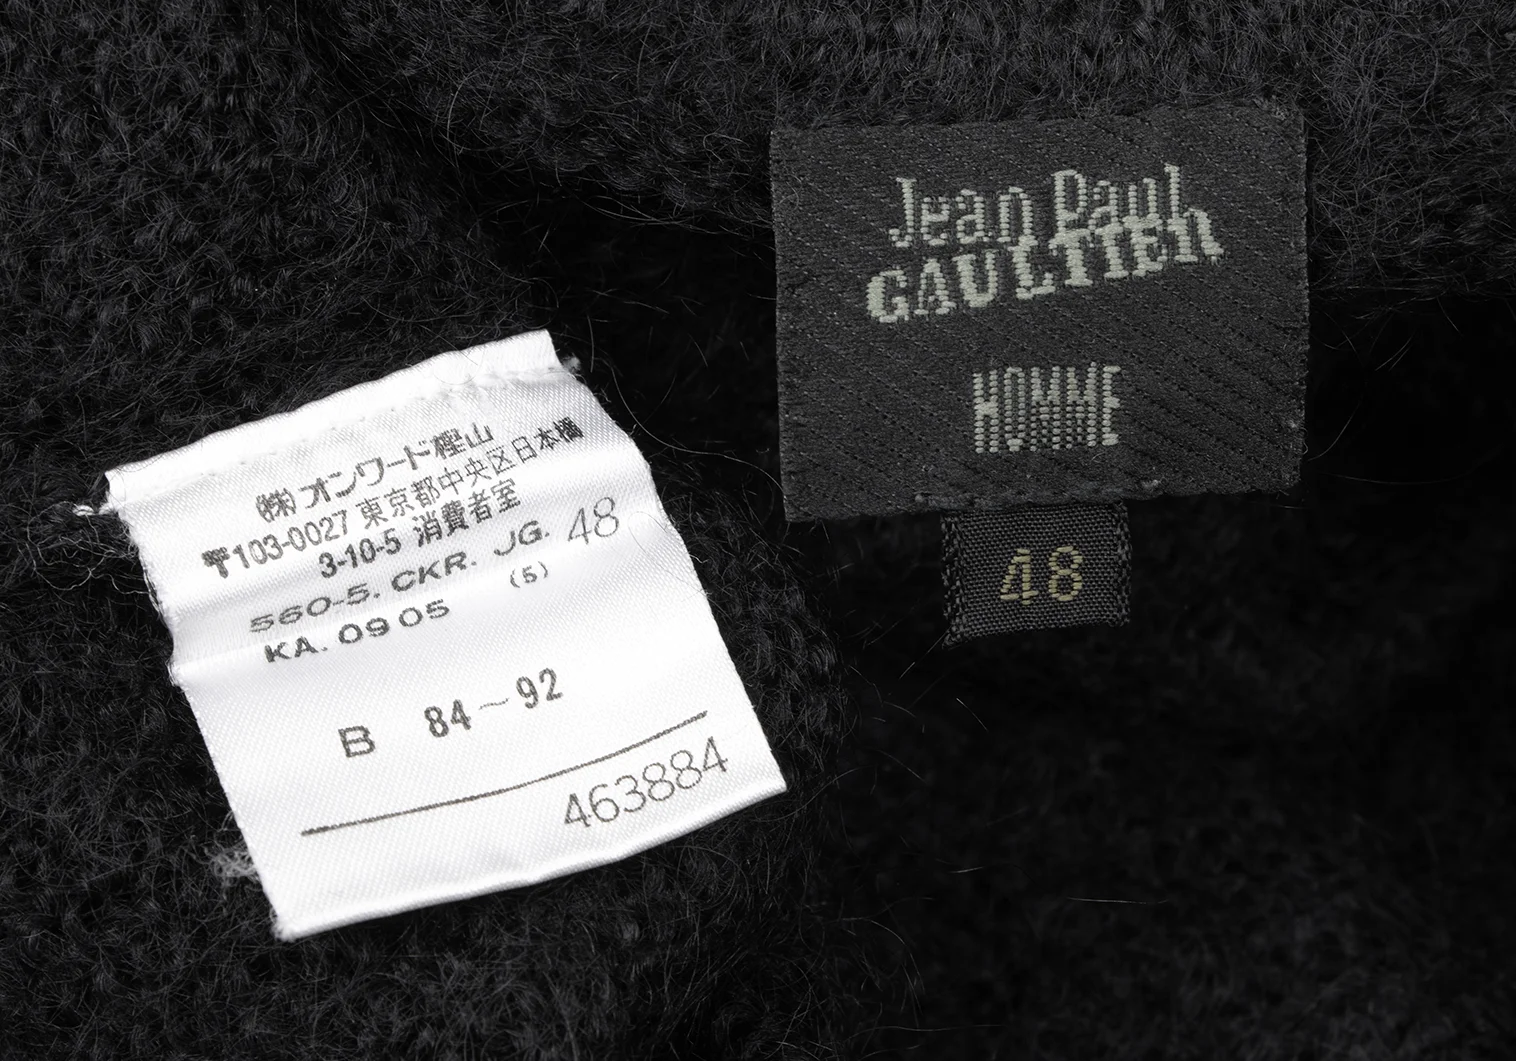 ㈱オンワード樫山
〒103-0027 東京都中央区日本橋
3-10-5 消費者室
560-5. CKR. JG. 48
KA. 0905 (5)
B 84～92
463884
Jean Paul
GAULTIER
HOMME
48